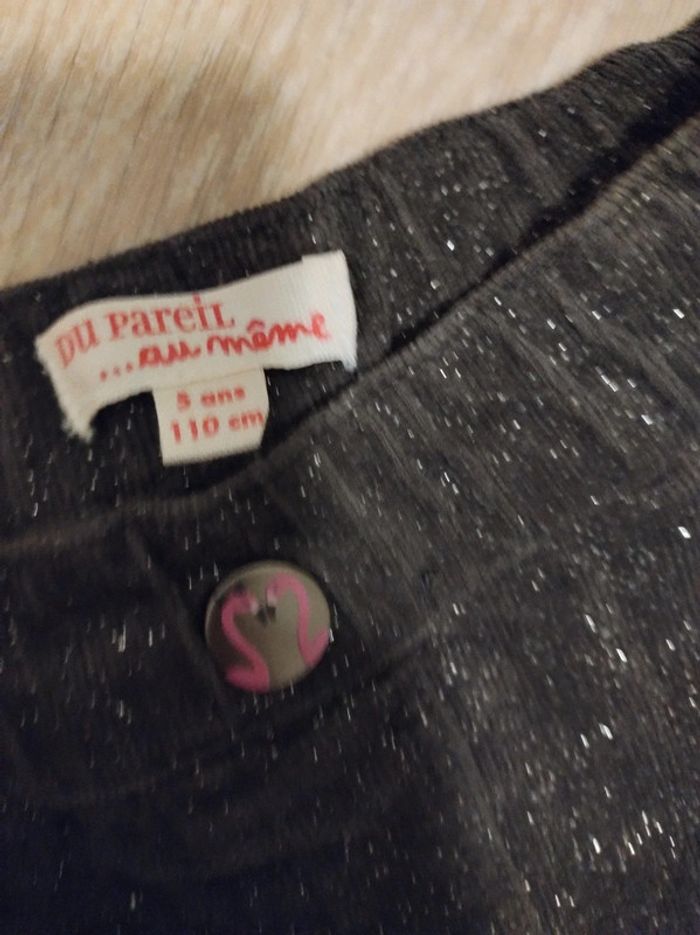 DU PareiL
...au même
5 ans
110 cm